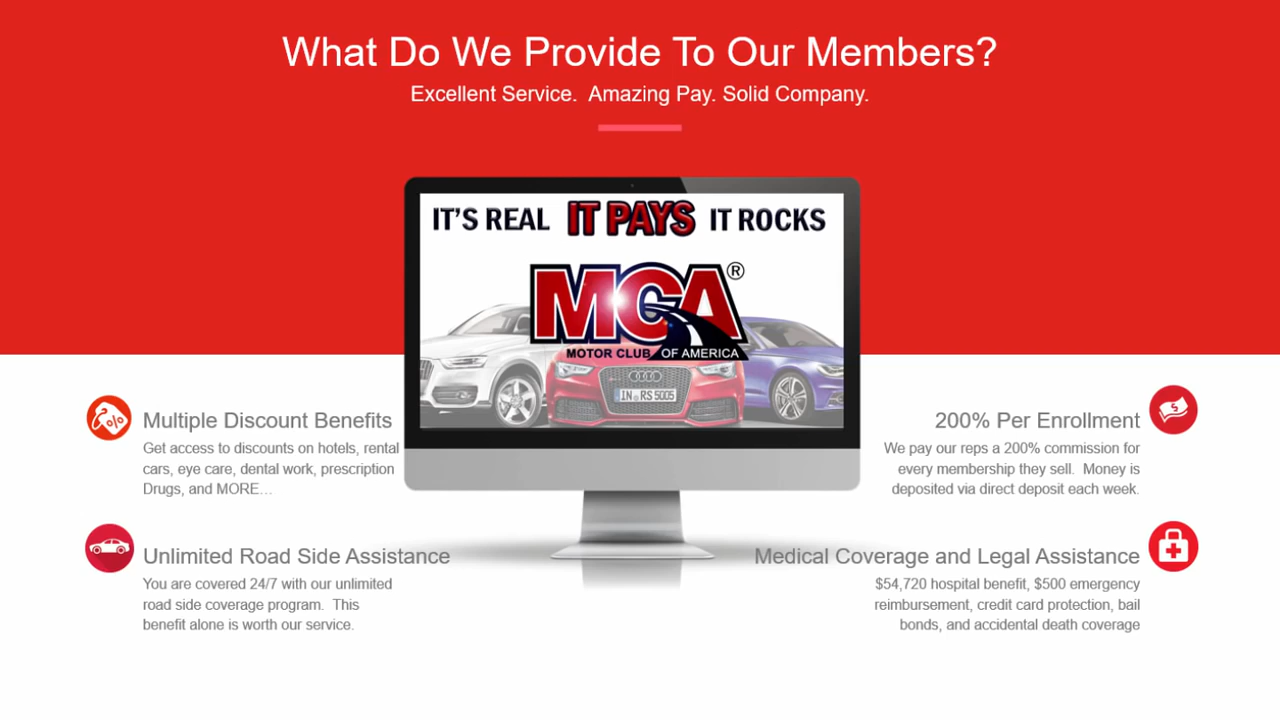 What Do We Provide To Our Members?
Excellent Service. Amazing Pay. Solid Company.
IT'S REAL IT PAYS IT ROCKS
MCA®
MOTOR CLUB OF AMERICA
IN RS 5005
Multiple Discount Benefits
Get access to discounts on hotels, rental
cars, eye care, dental work, prescription
Drugs, and MORE...
Unlimited Road Side Assistance
You are covered 24/7 with our unlimited
road side coverage program. This
benefit alone is worth our service.
200% Per Enrollment
We pay our reps a 200% commission for
every membership they sell. Money is
deposited via direct deposit each week.
Medical Coverage and Legal Assistance
$54,720 hospital benefit, $500 emergency
reimbursement, credit card protection, bail
bonds, and accidental death coverage